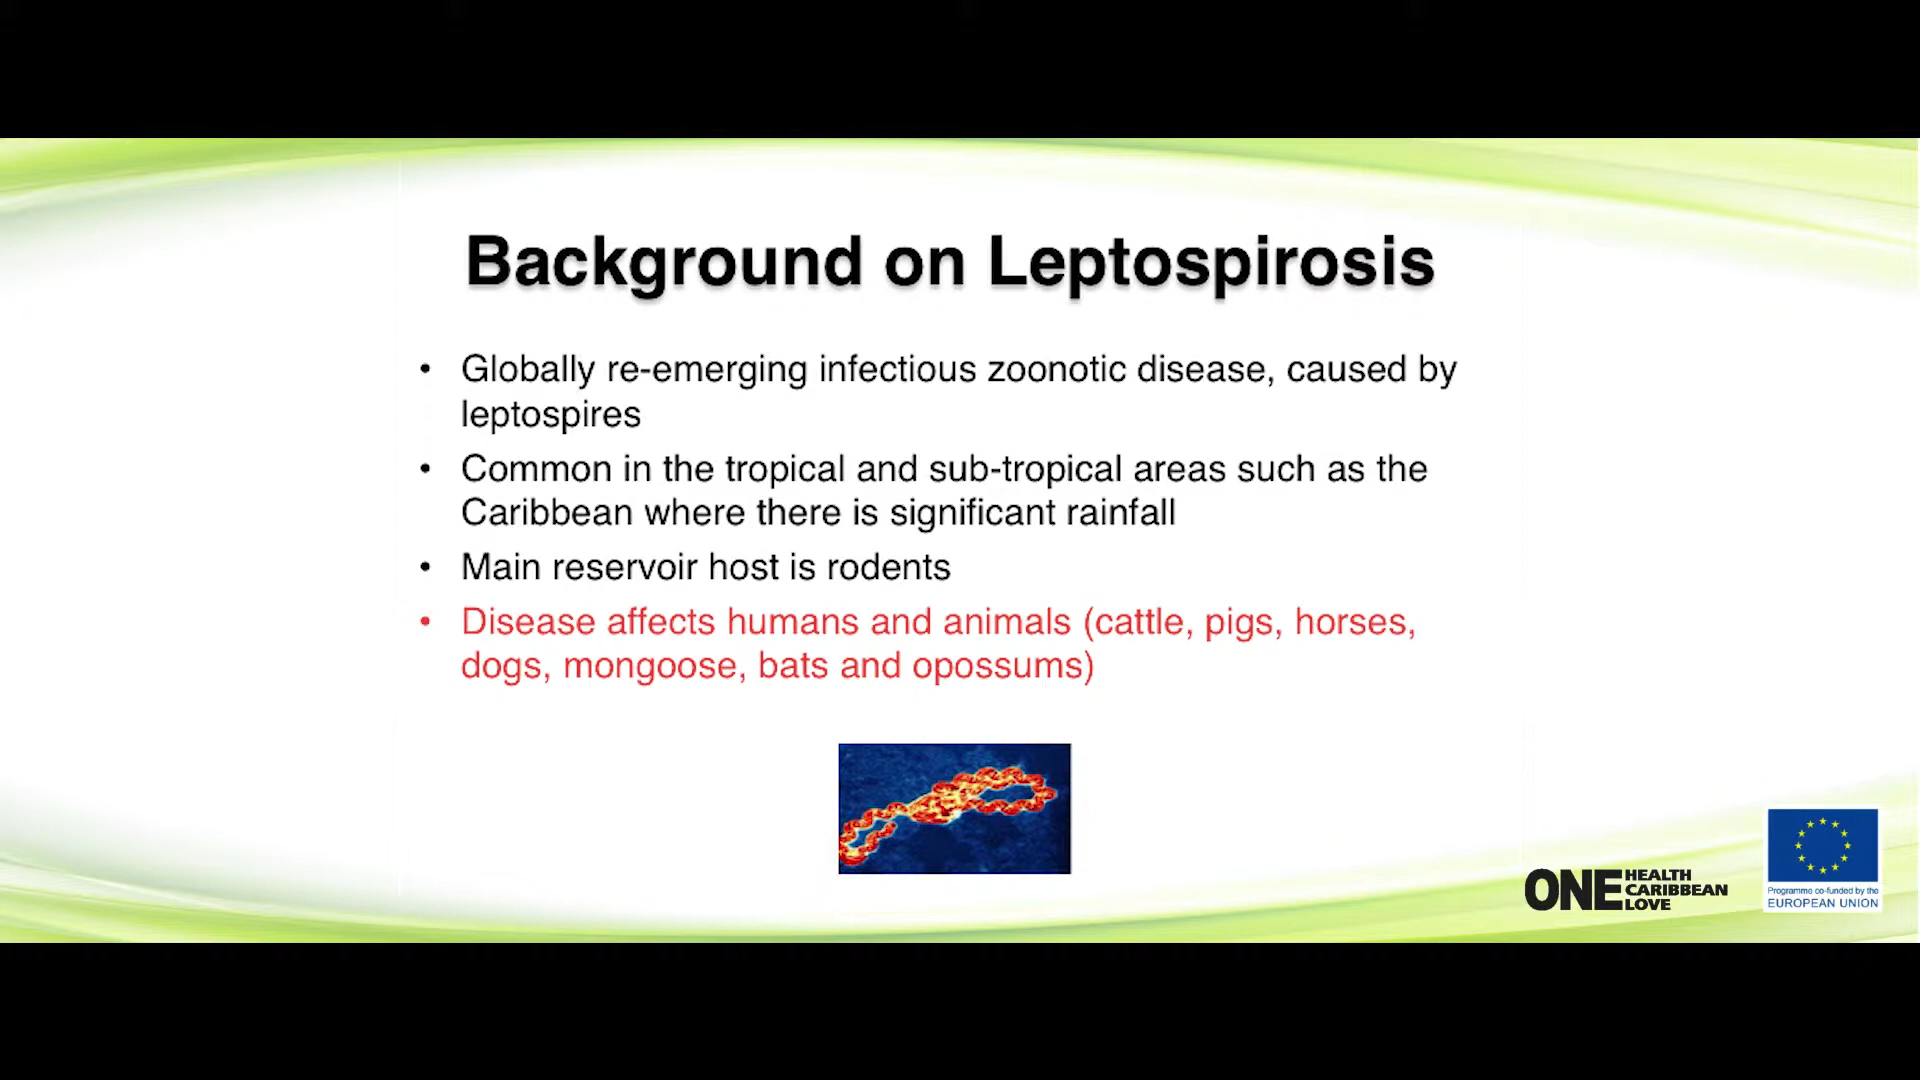 Background on Leptospirosis
• Globally re-emerging infectious zoonotic disease, caused by
leptospires
• Common in the tropical and sub-tropical areas such as the
Caribbean where there is significant rainfall
• Main reservoir host is rodents
• Disease affects humans and animals (cattle, pigs, horses,
dogs, mongoose, bats and opossums)
ONE HEALTH
CARIBBEAN
LOVE
Programme co-funded by the
EUROPEAN UNION